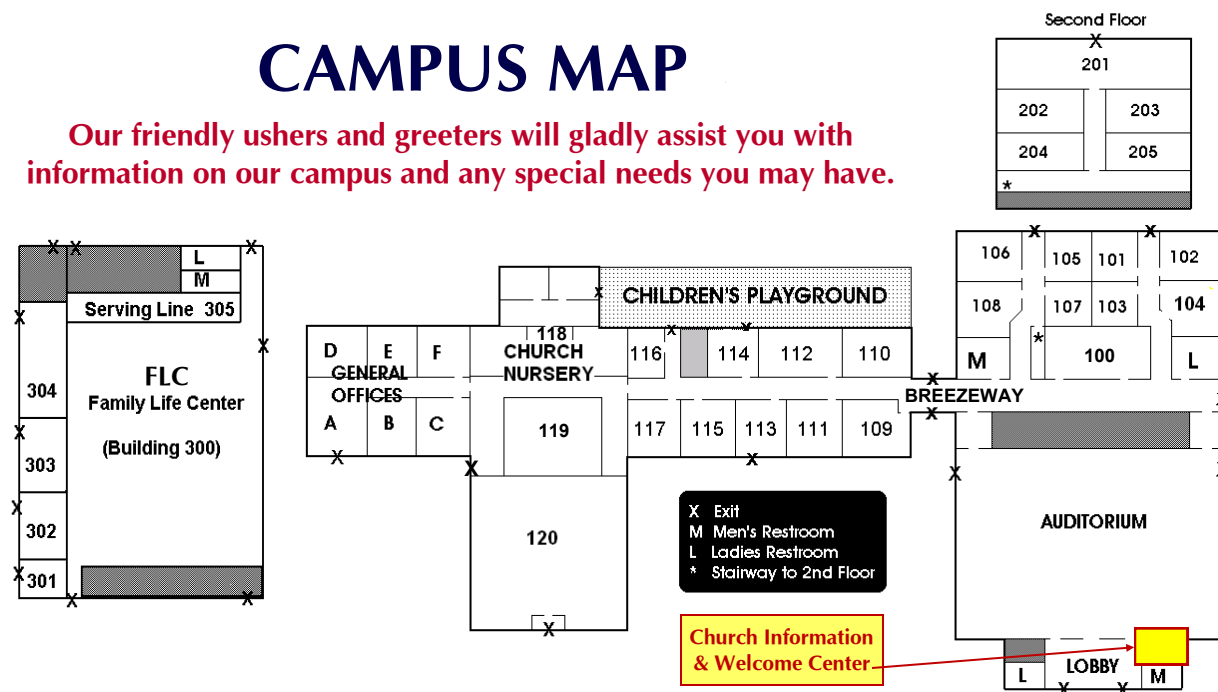 CAMPUS MAP
Our friendly ushers and greeters will gladly assist you with
information on our campus and any special needs you may have.
Second Floor
X
201
202 203
204 205
*
X X X
L
M
Serving Line 305
X
X
304
FLC
Family Life Center
(Building 300)
X
303
X
302
X
301
X X
X
CHILDREN'S PLAYGROUND
X X
118
CHURCH
NURSERY
D E F
GENERAL
OFFICES
A B C
X
116 114 112 110
119
117 115 113 111 109
X
X
120
X
X X
106 105 101 102
108 107 103 104
*
M 100 L
X
BREEZEWAY
X
X
AUDITORIUM
X Exit
M Men's Restroom
L Ladies Restroom
* Stairway to 2nd Floor
Church Information
& Welcome Center
LOBBY
L M
X X